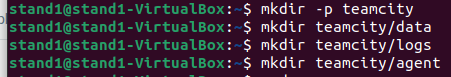 stand1@stand1-VirtualBox:~$ mkdir -p teamcity
stand1@stand1-VirtualBox:~$ mkdir teamcity/data
stand1@stand1-VirtualBox:~$ mkdir teamcity/logs
stand1@stand1-VirtualBox:~$ mkdir teamcity/agent